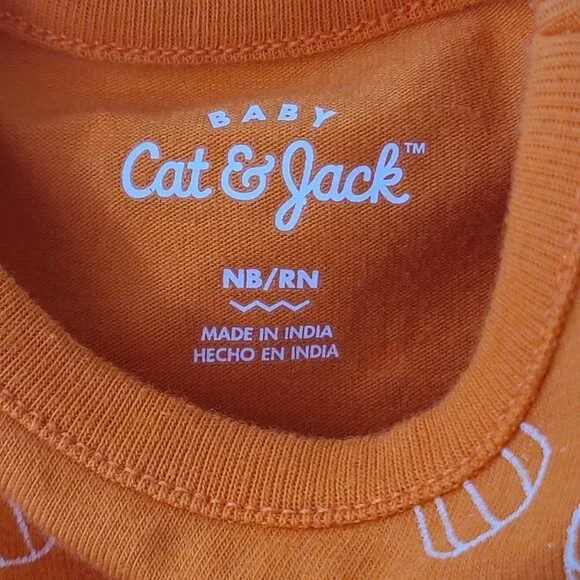 BABY
Cat & Jack™
NB/RN
MADE IN INDIA
HECHO EN INDIA